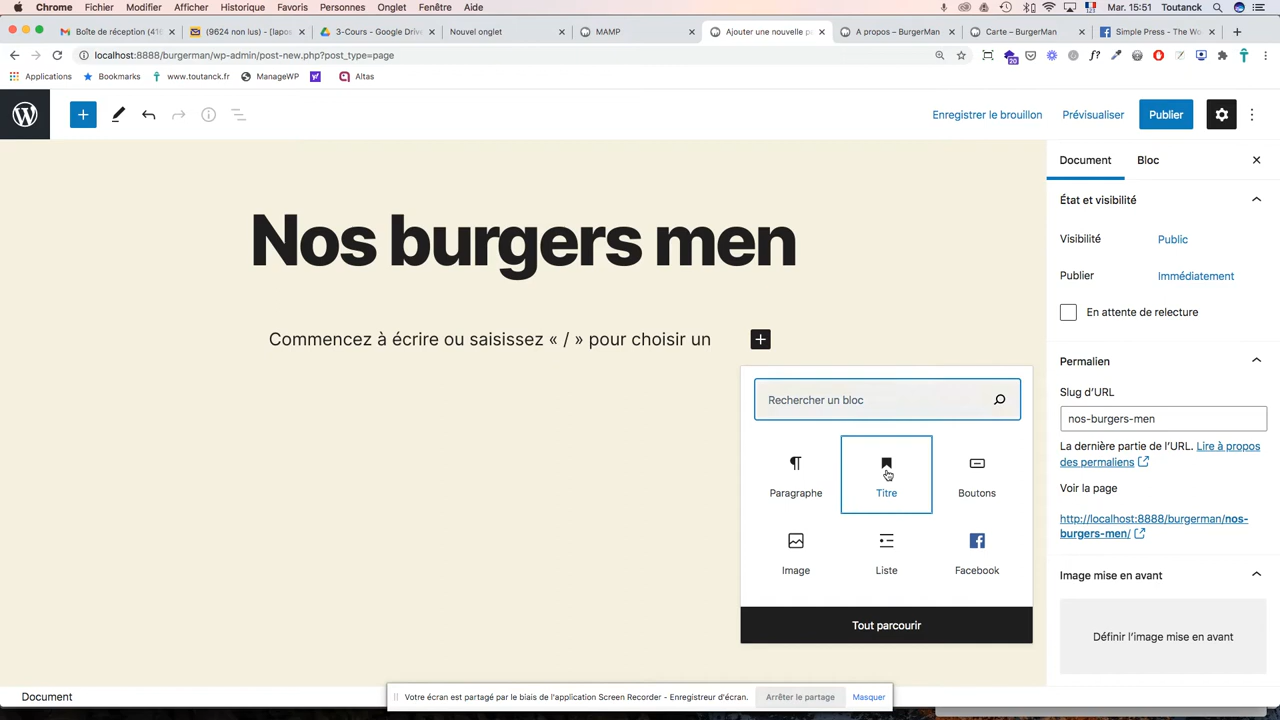 Chrome Fichier Modifier Afficher Historique Favoris Personnes Onglet Fenêtre Aide Mar. 15:51 Toutanck
Boîte de réception (416 (9624 non lus) - [lapos 3-Cours - Google Drive Nouvel onglet MAMP Ajouter une nouvelle p A propos – BurgerMan Carte – BurgerMan Simple Press - The Wo
localhost:8888/burgerman/wp-admin/post-new.php?post_type=page 20
Applications Bookmarks www.toutanck.fr ManageWP Altas
Enregistrer le brouillon Prévisualiser Publier
Document Bloc
État et visibilité
Visibilité Public
Publier Immédiatement
En attente de relecture
Permalien
Slug d’URL
nos-burgers-men
La dernière partie de l’URL. Lire à propos
des permaliens
Voir la page
http://localhost:8888/burgerman/nos-
burgers-men/
Image mise en avant
Définir l’image mise en avant
Nos burgers men
Commencez à écrire ou saisissez « / » pour choisir un
Rechercher un bloc
Paragraphe Titre Boutons
Image Liste Facebook
Tout parcourir
Document
Votre écran est partagé par le biais de l'application Screen Recorder - Enregistreur d'écran. Arrêter le partage Masquer